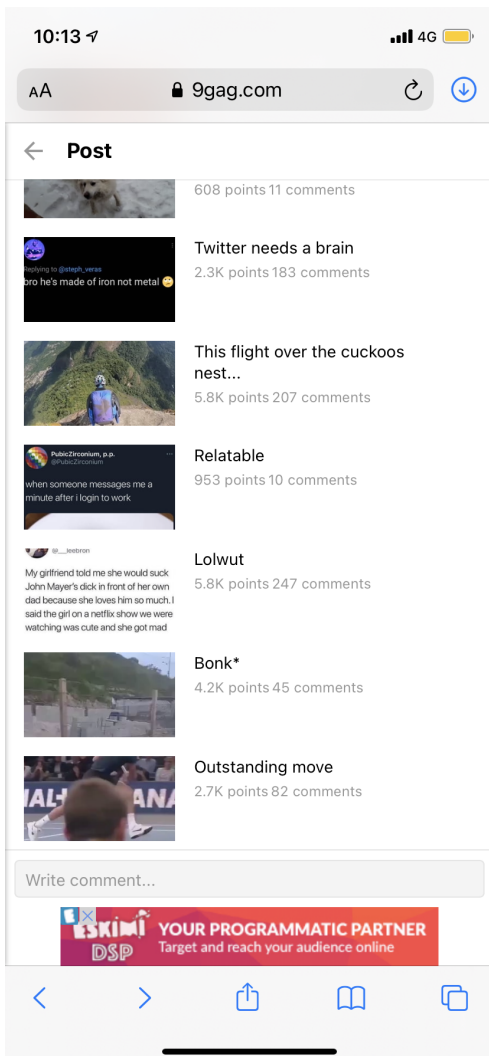 10:13
4G
AA
9gag.com
Post
608 points 11 comments
Replying to @steph_veras
bro he's made of iron not metal 🙄
Twitter needs a brain
2.3K points 183 comments
This flight over the cuckoos
nest...
5.8K points 207 comments
PubicZirconium, p.p.
@PubicZirconium
when someone messages me a
minute after i login to work
Relatable
953 points 10 comments
My girlfriend told me she would suck
John Mayer's dick in front of her own
dad because she loves him so much. I
said the girl on a netflix show we were
watching was cute and she got mad
Lolwut
5.8K points 247 comments
Bonk*
4.2K points 45 comments
Outstanding move
2.7K points 82 comments
Write comment...
ESKIMI
DSP
YOUR PROGRAMMATIC PARTNER
Target and reach your audience online